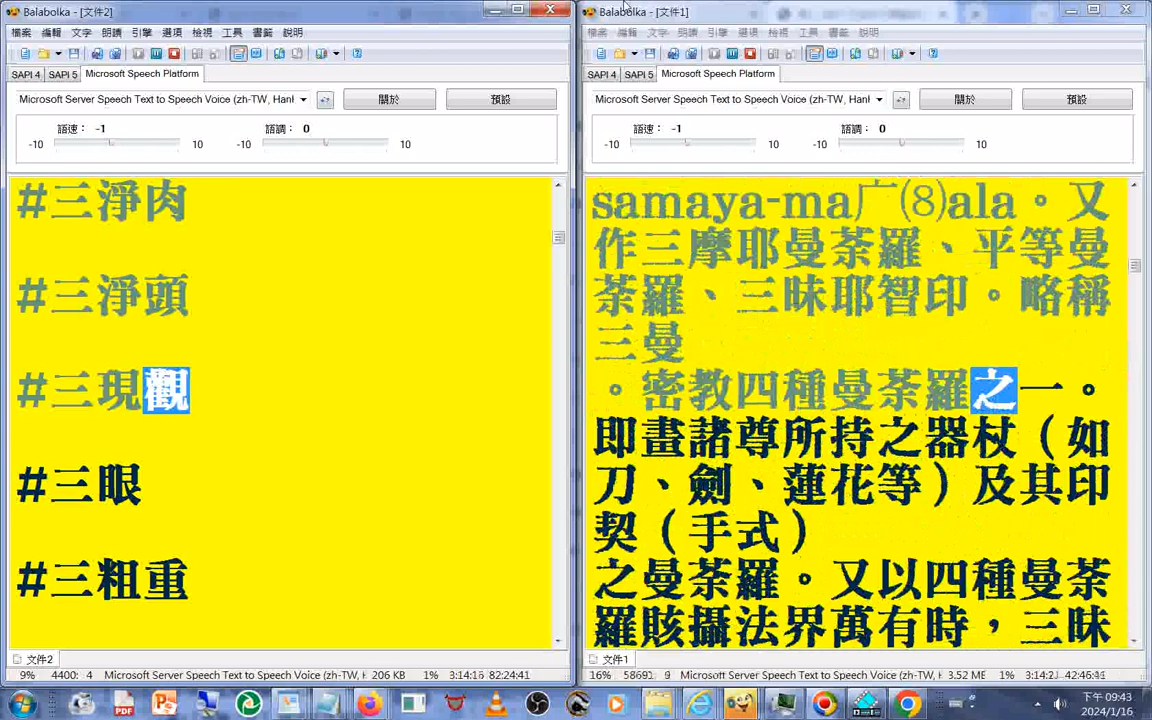 Balabolka - [文件2]
檔案 編輯 文字 朗讀 引擎 選項 檢視 工具 書籤 說明
SAPI 4 SAPI 5 Microsoft Speech Platform
Microsoft Server Speech Text to Speech Voice (zh-TW, Hanl
關於
預設
語速： -1
語調： 0
-10 10 -10 10
#三淨肉
#三淨頭
#三現觀
#三眼
#三粗重
文件2
9% 4400: 4 Microsoft Server Speech Text to Speech Voice (zh-TW, H 206 KB 1% 3:14:16 82:24:41
Balabolka - [文件1]
檔案 編輯 文字 朗讀 引擎 選項 檢視 工具 書籤 說明
SAPI 4 SAPI 5 Microsoft Speech Platform
Microsoft Server Speech Text to Speech Voice (zh-TW, Hanl
關於
預設
語速： -1
語調： 0
-10 10 -10 10
samaya-ma广⑻ala。又
作三摩耶曼荼羅、平等曼
荼羅、三昧耶智印。略稱
三曼
。密教四種曼荼羅之一。
即畫諸尊所持之器杖（如
刀、劍、蓮花等）及其印
契（手式）
之曼荼羅。又以四種曼荼
羅賅攝法界萬有時，三昧
文件1
16% 58691: 9 Microsoft Server Speech Text to Speech Voice (zh-TW, H 3.52 MB 1%
下午 09:43
2024/1/16